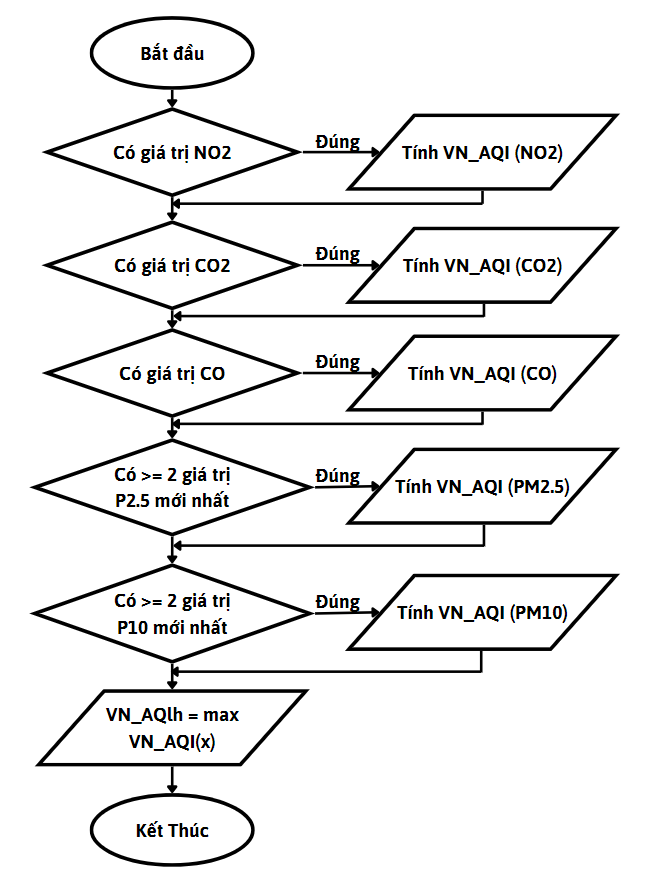 Bắt đầu
Có giá trị NO2
Đúng
Tính VN_AQI (NO2)
Có giá trị CO2
Đúng
Tính VN_AQI (CO2)
Có giá trị CO
Đúng
Tính VN_AQI (CO)
Có >= 2 giá trị
P2.5 mới nhất
Đúng
Tính VN_AQI (PM2.5)
Có >= 2 giá trị
P10 mới nhất
Đúng
Tính VN_AQI (PM10)
VN_AQIh = max
VN_AQI(x)
Kết Thúc